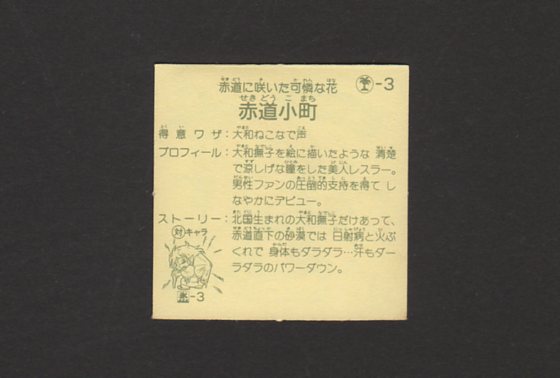 赤道に咲いた可憐な花
-3
せきどうこまち
赤道小町
得意ワザ:大和ねこなで声
プロフィール:大和撫子を絵に描いたような 清楚
で涼しげな瞳をした美人レスラー。
男性ファンの圧倒的支持を得て し
なやかにデビュー。
ストーリー:北国生まれの大和撫子だけあって、
赤道直下の砂漠では 日射病と火ぶ
くれで 身体もダラダラ…汗もダー
ラダラのパワーダウン。
対キャラ
-3